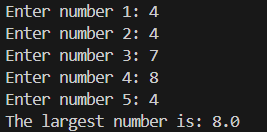 Enter number 1: 4
Enter number 2: 4
Enter number 3: 7
Enter number 4: 8
Enter number 5: 4
The largest number is: 8.0